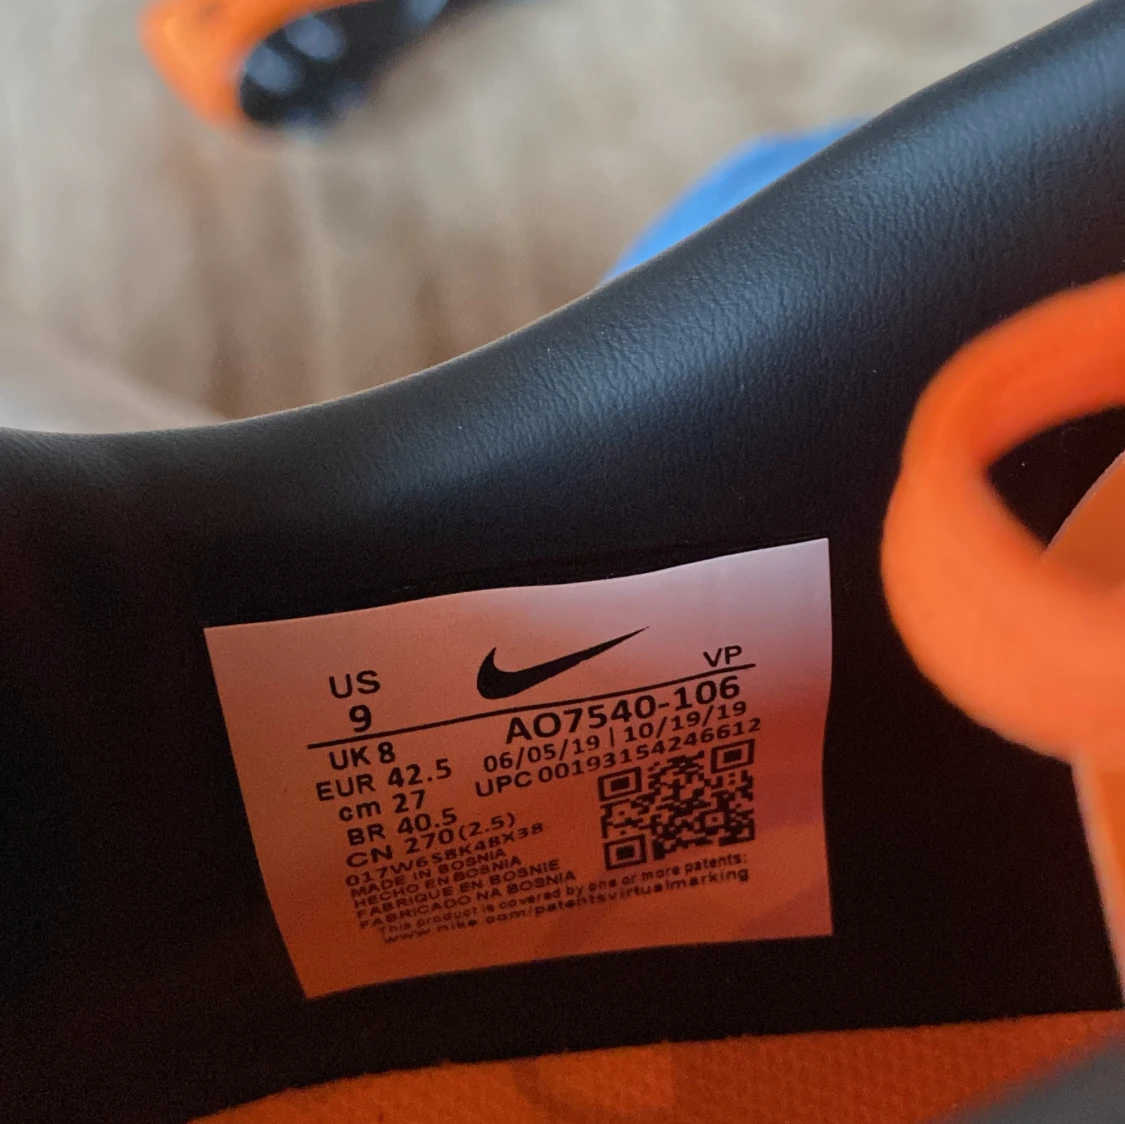 US
9
VP
AO7540-106
UK 8
06/05/19 | 10/19/19
EUR 42.5
UPC 00193154246612
cm 27
BR 40.5
CN 270(2.5)
017W6S8K4BX38
MADE IN BOSNIA
HECHO EN BOSNIA
FABRIQUE EN BOSNIE
FABRICADO NA BOSNIA
This product is covered by one or more patents:
www.nike.com/patentsvirtualmarking